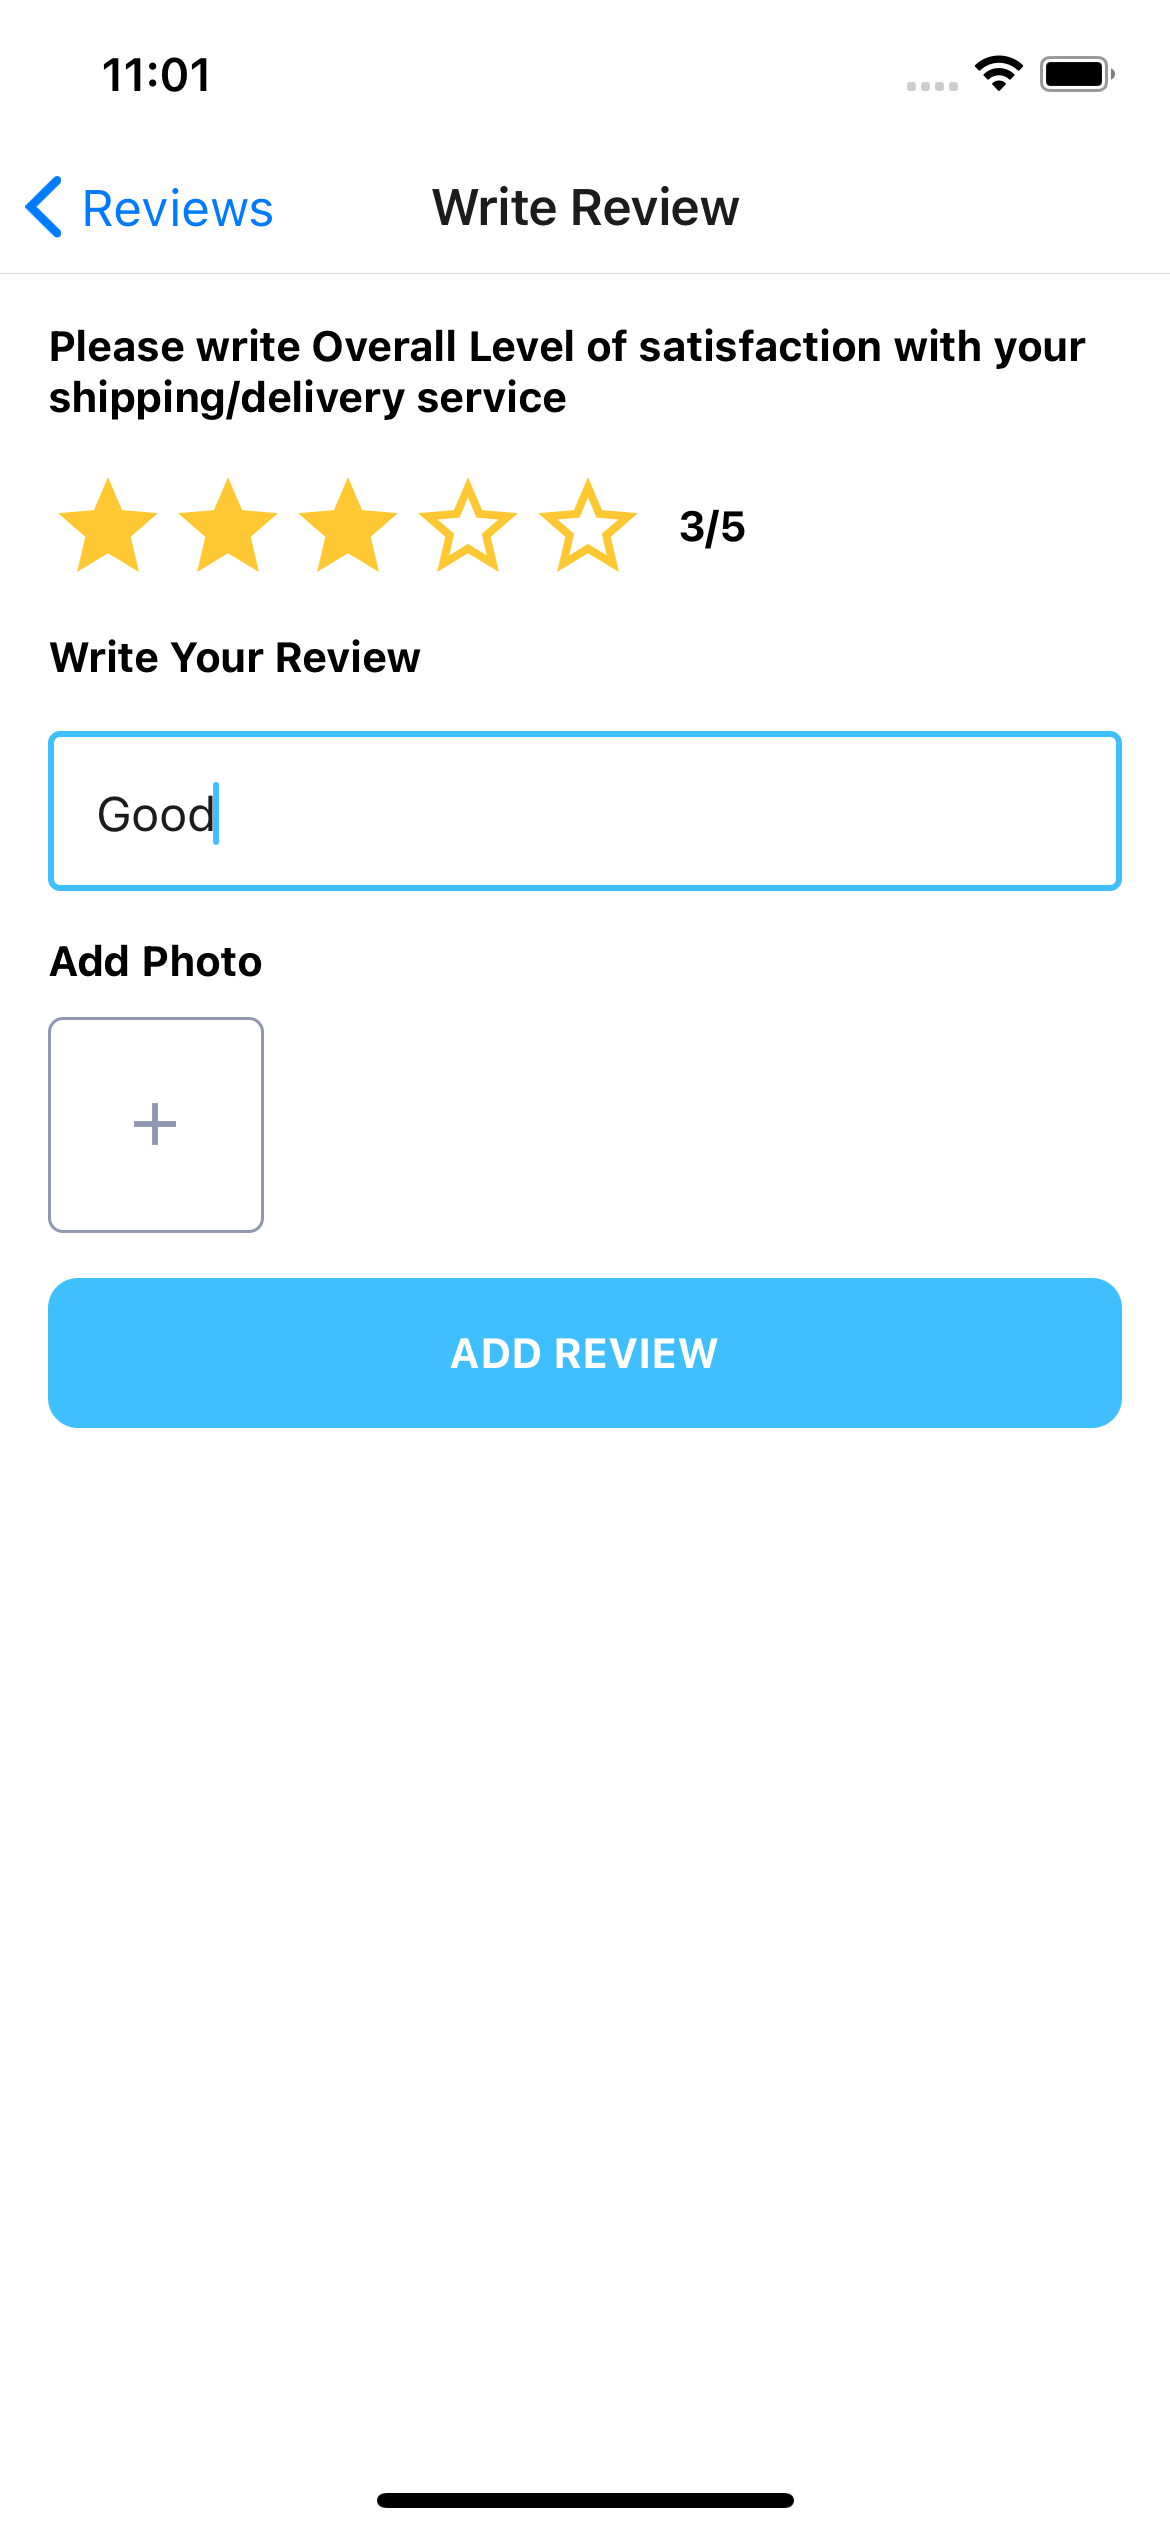 11:01
Reviews
Write Review
Please write Overall Level of satisfaction with your
shipping/delivery service
3/5
Write Your Review
Good
Add Photo
ADD REVIEW